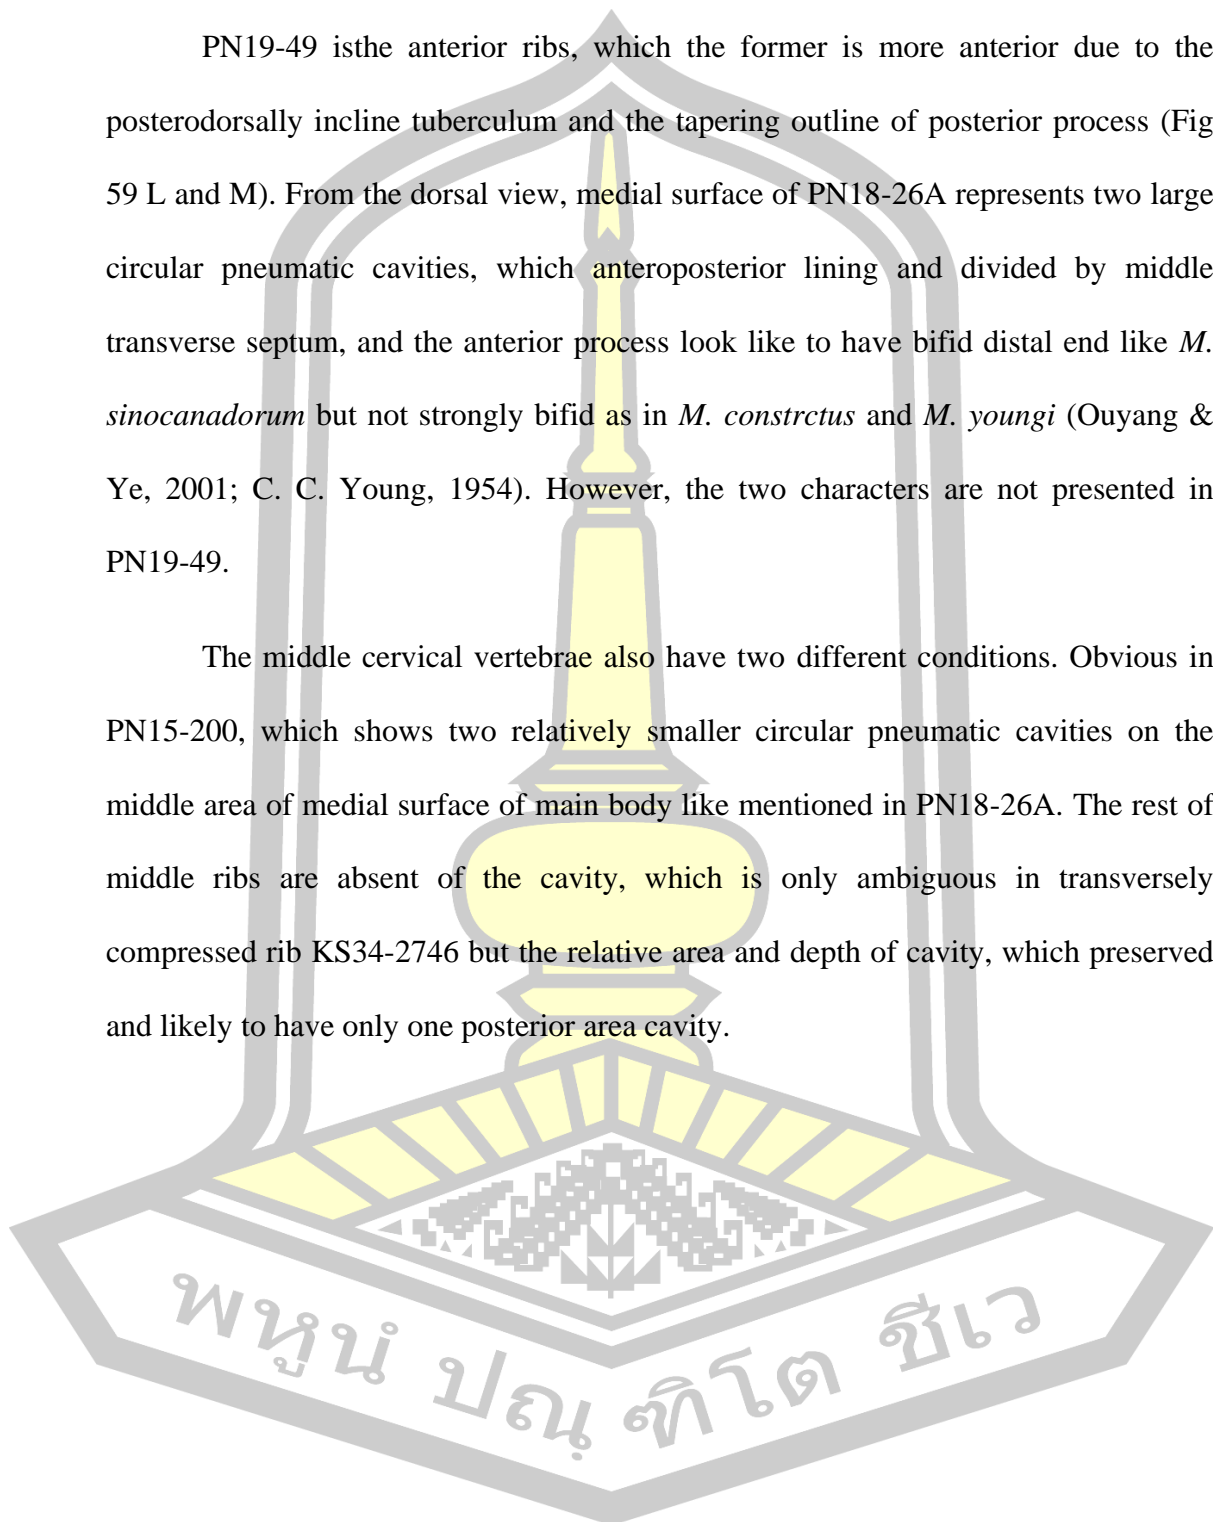 PN19-49 isthe anterior ribs, which the former is more anterior due to the
posterodorsally incline tuberculum and the tapering outline of posterior process (Fig
59 L and M). From the dorsal view, medial surface of PN18-26A represents two large
circular pneumatic cavities, which anteroposterior lining and divided by middle
transverse septum, and the anterior process look like to have bifid distal end like M.
sinocanadorum but not strongly bifid as in M. constrctus and M. youngi (Ouyang &
Ye, 2001; C. C. Young, 1954). However, the two characters are not presented in
PN19-49.
The middle cervical vertebrae also have two different conditions. Obvious in
PN15-200, which shows two relatively smaller circular pneumatic cavities on the
middle area of medial surface of main body like mentioned in PN18-26A. The rest of
middle ribs are absent of the cavity, which is only ambiguous in transversely
compressed rib KS34-2746 but the relative area and depth of cavity, which preserved
and likely to have only one posterior area cavity.
พหูนํ ปณฺฑิโต ชีเว